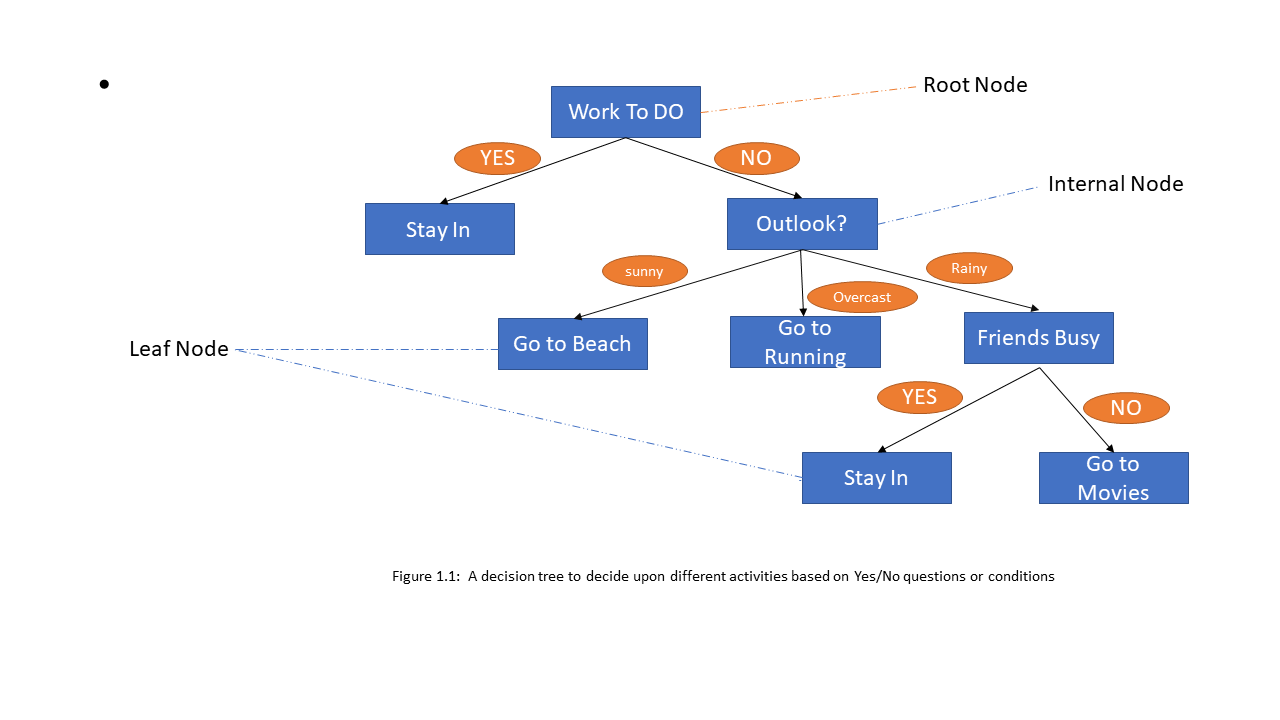 •
Root Node
Work To DO
YES
NO
Internal Node
Stay In
Outlook?
sunny
Rainy
Overcast
Go to Beach
Go to
Running
Friends Busy
Leaf Node
YES
NO
Stay In
Go to
Movies
Figure 1.1:  A decision tree to decide upon different activities based on Yes/No questions or conditions